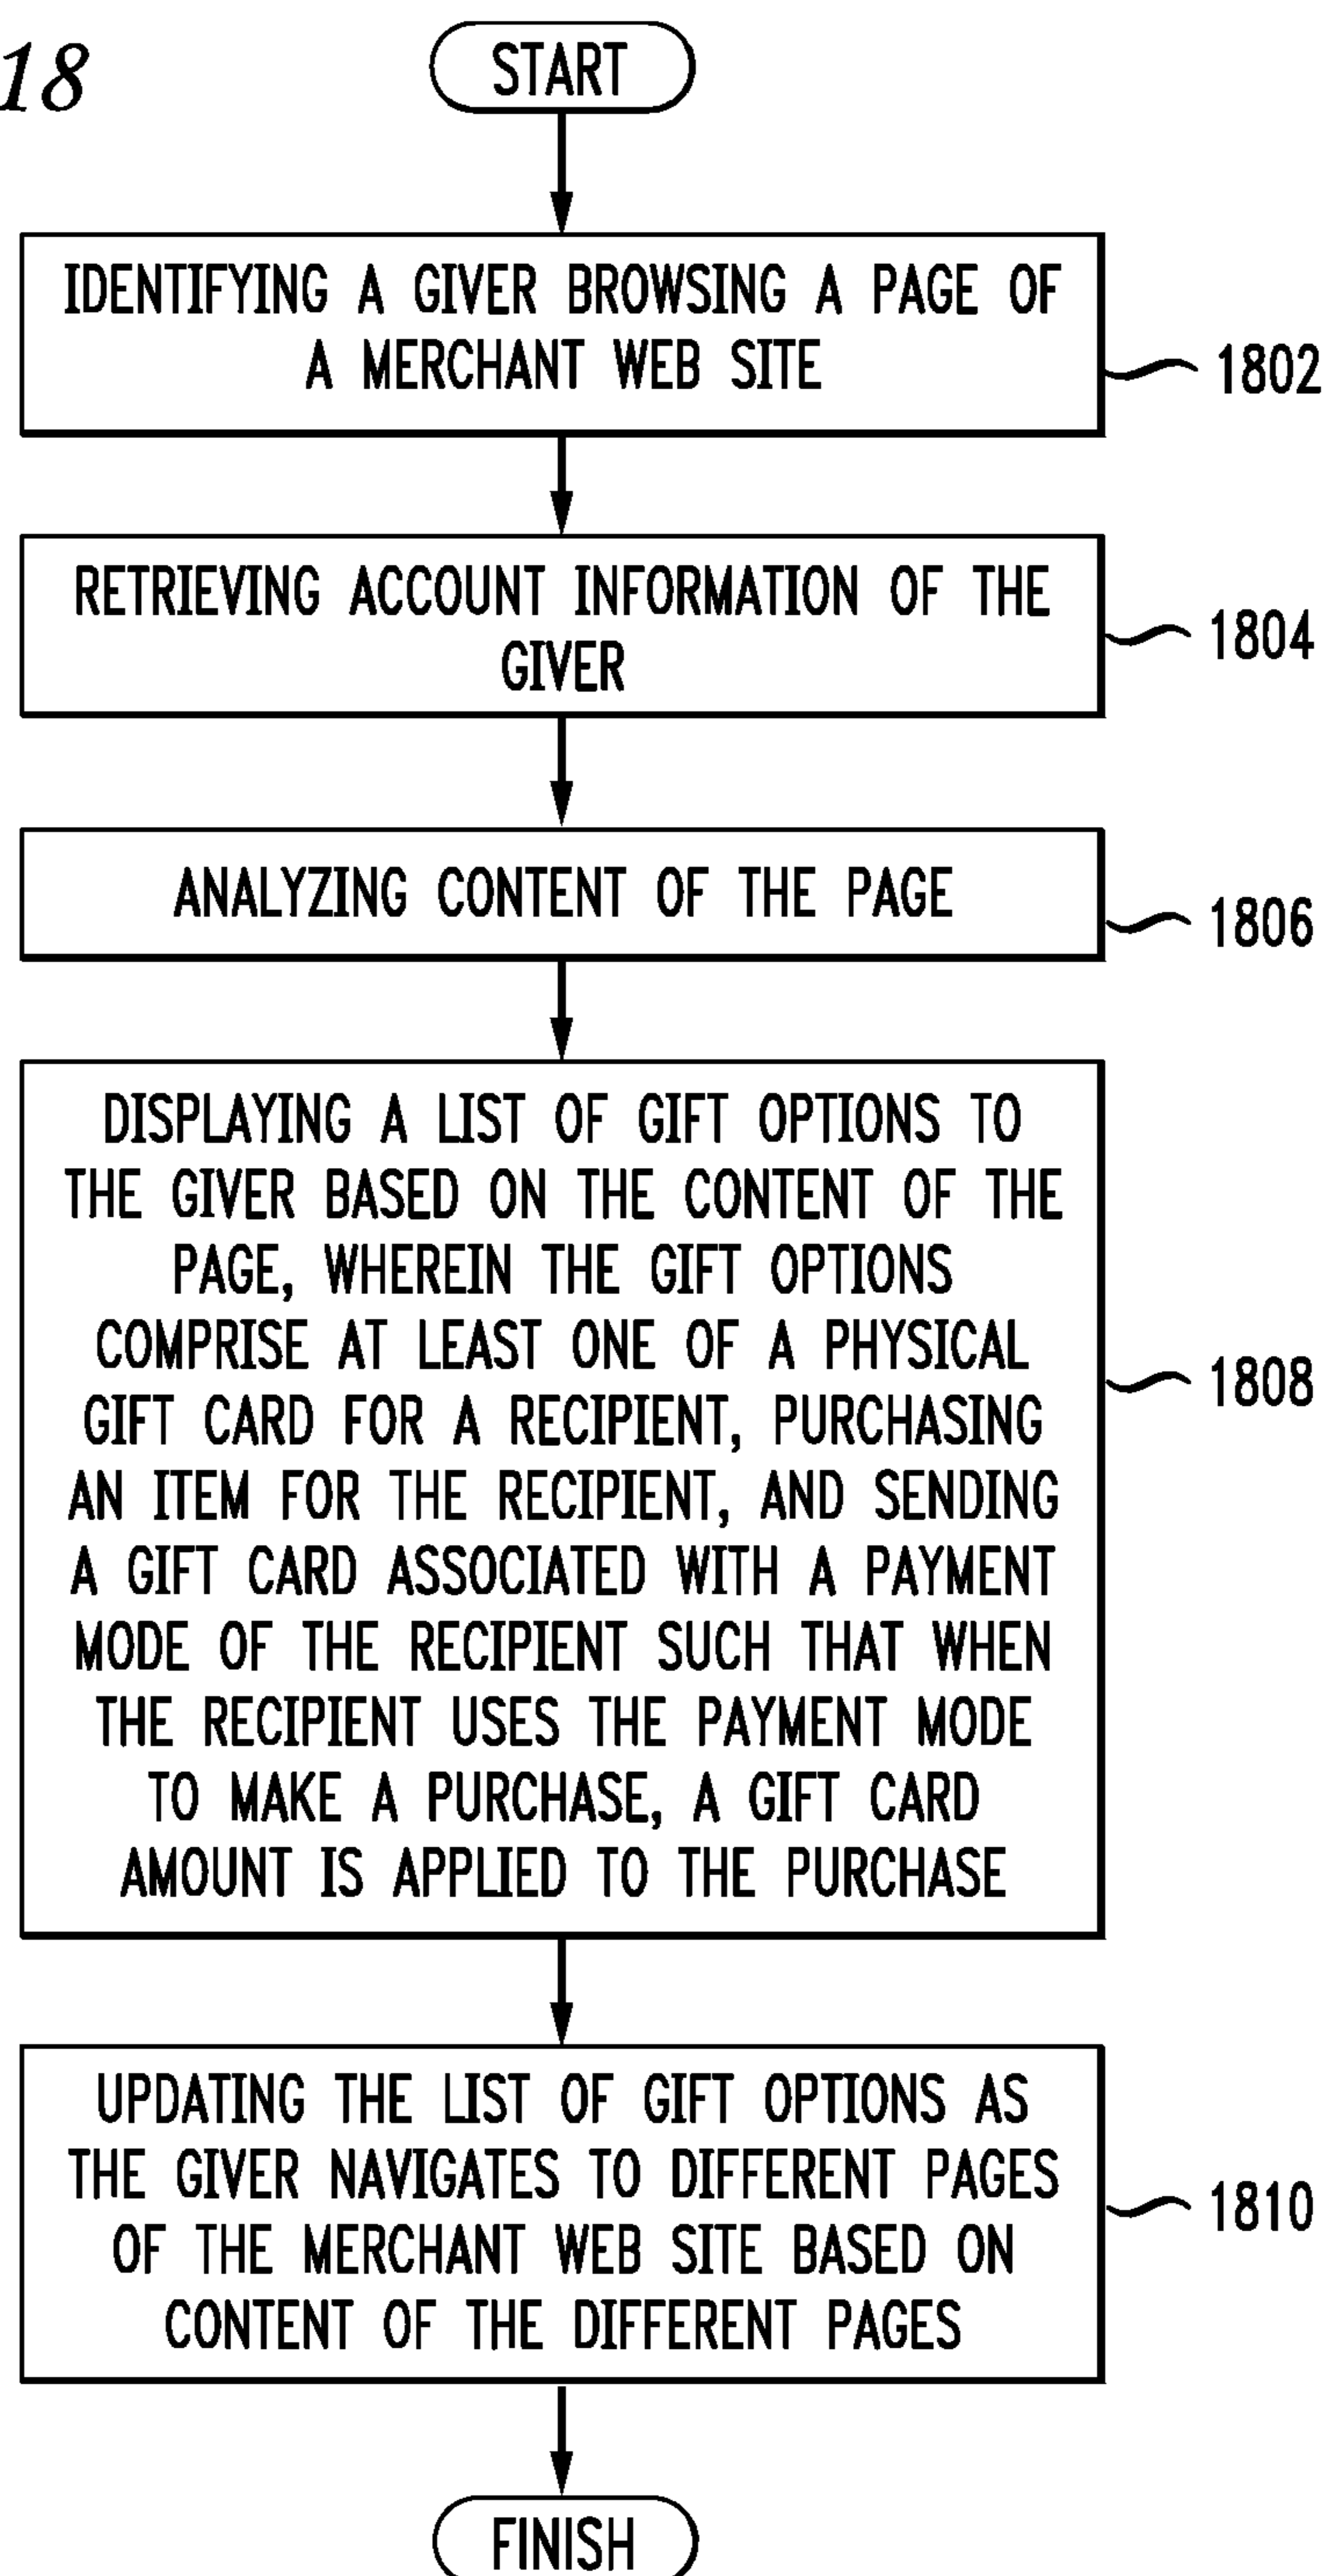 18
START
IDENTIFYING A GIVER BROWSING A PAGE OF
A MERCHANT WEB SITE
1802
RETRIEVING ACCOUNT INFORMATION OF THE
GIVER
1804
ANALYZING CONTENT OF THE PAGE
1806
DISPLAYING A LIST OF GIFT OPTIONS TO
THE GIVER BASED ON THE CONTENT OF THE
PAGE, WHEREIN THE GIFT OPTIONS
COMPRISE AT LEAST ONE OF A PHYSICAL
GIFT CARD FOR A RECIPIENT, PURCHASING
AN ITEM FOR THE RECIPIENT, AND SENDING
A GIFT CARD ASSOCIATED WITH A PAYMENT
MODE OF THE RECIPIENT SUCH THAT WHEN
THE RECIPIENT USES THE PAYMENT MODE
TO MAKE A PURCHASE, A GIFT CARD
AMOUNT IS APPLIED TO THE PURCHASE
1808
UPDATING THE LIST OF GIFT OPTIONS AS
THE GIVER NAVIGATES TO DIFFERENT PAGES
OF THE MERCHANT WEB SITE BASED ON
CONTENT OF THE DIFFERENT PAGES
1810
FINISH